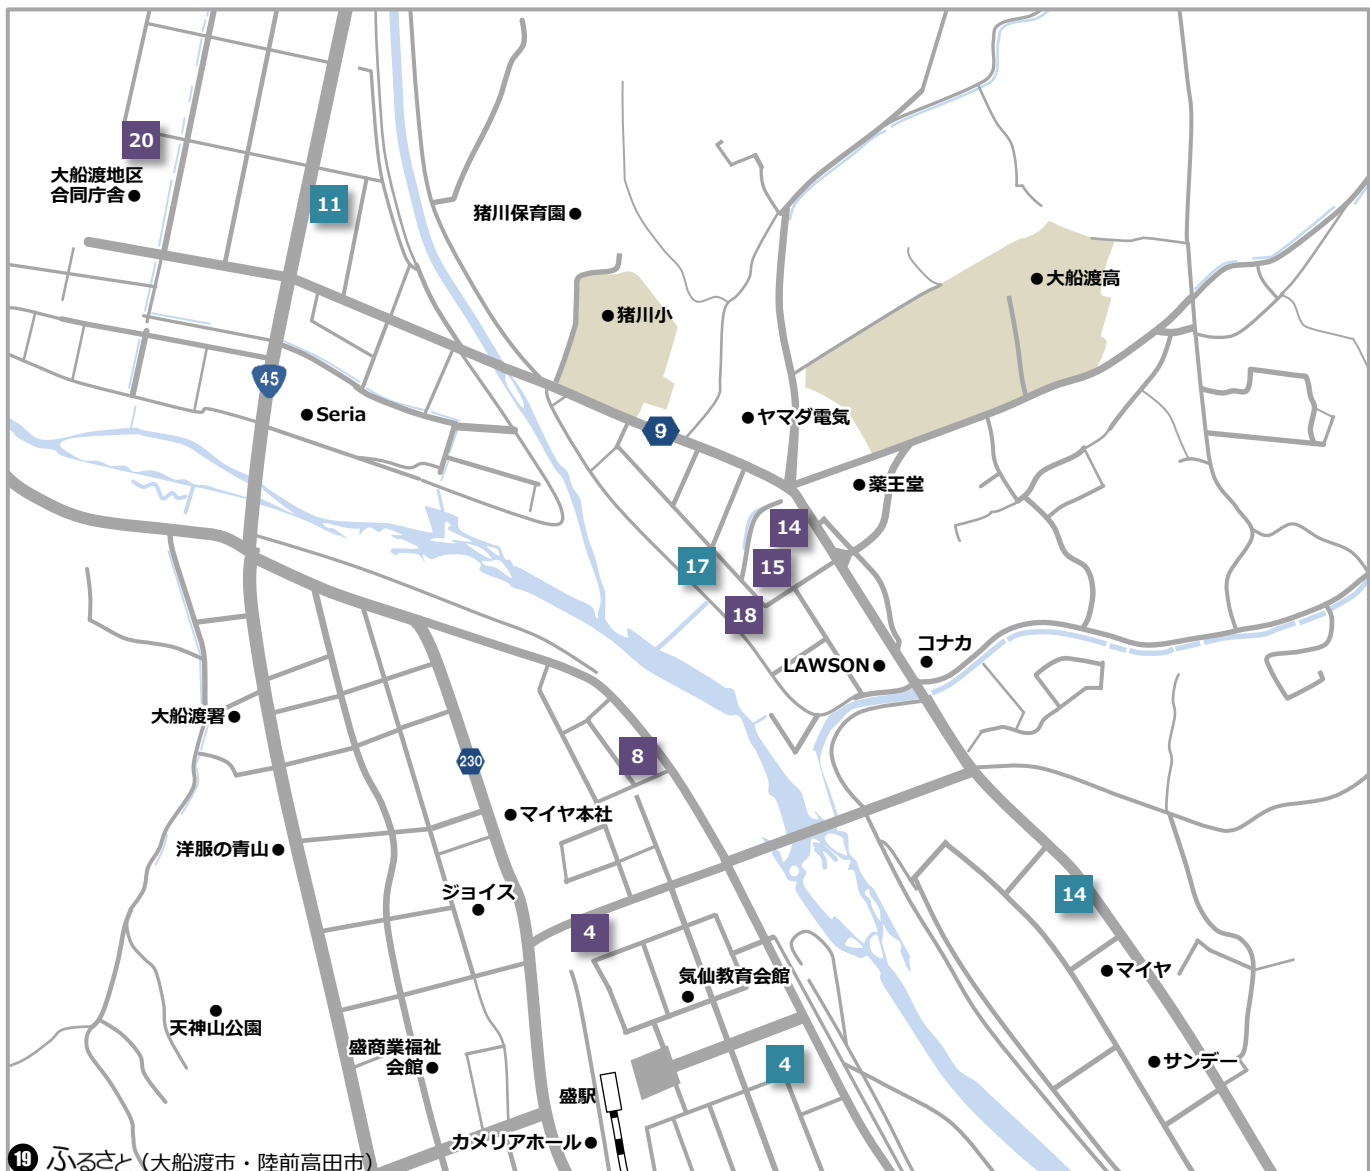 20
大船渡地区
合同庁舎
11
猪川保育園
大船渡高
猪川小
45
Seria
9
ヤマダ電気
薬王堂
14
15
17
18
コナカ
LAWSON
大船渡署
8
230
マイヤ本社
洋服の青山
ジョイス
14
4
マイヤ
気仙教育会館
天神山公園
盛商業福祉
会館
4
サンデー
盛駅
カメリアホール
19 ふるさと（大船渡市・陸前高田市）